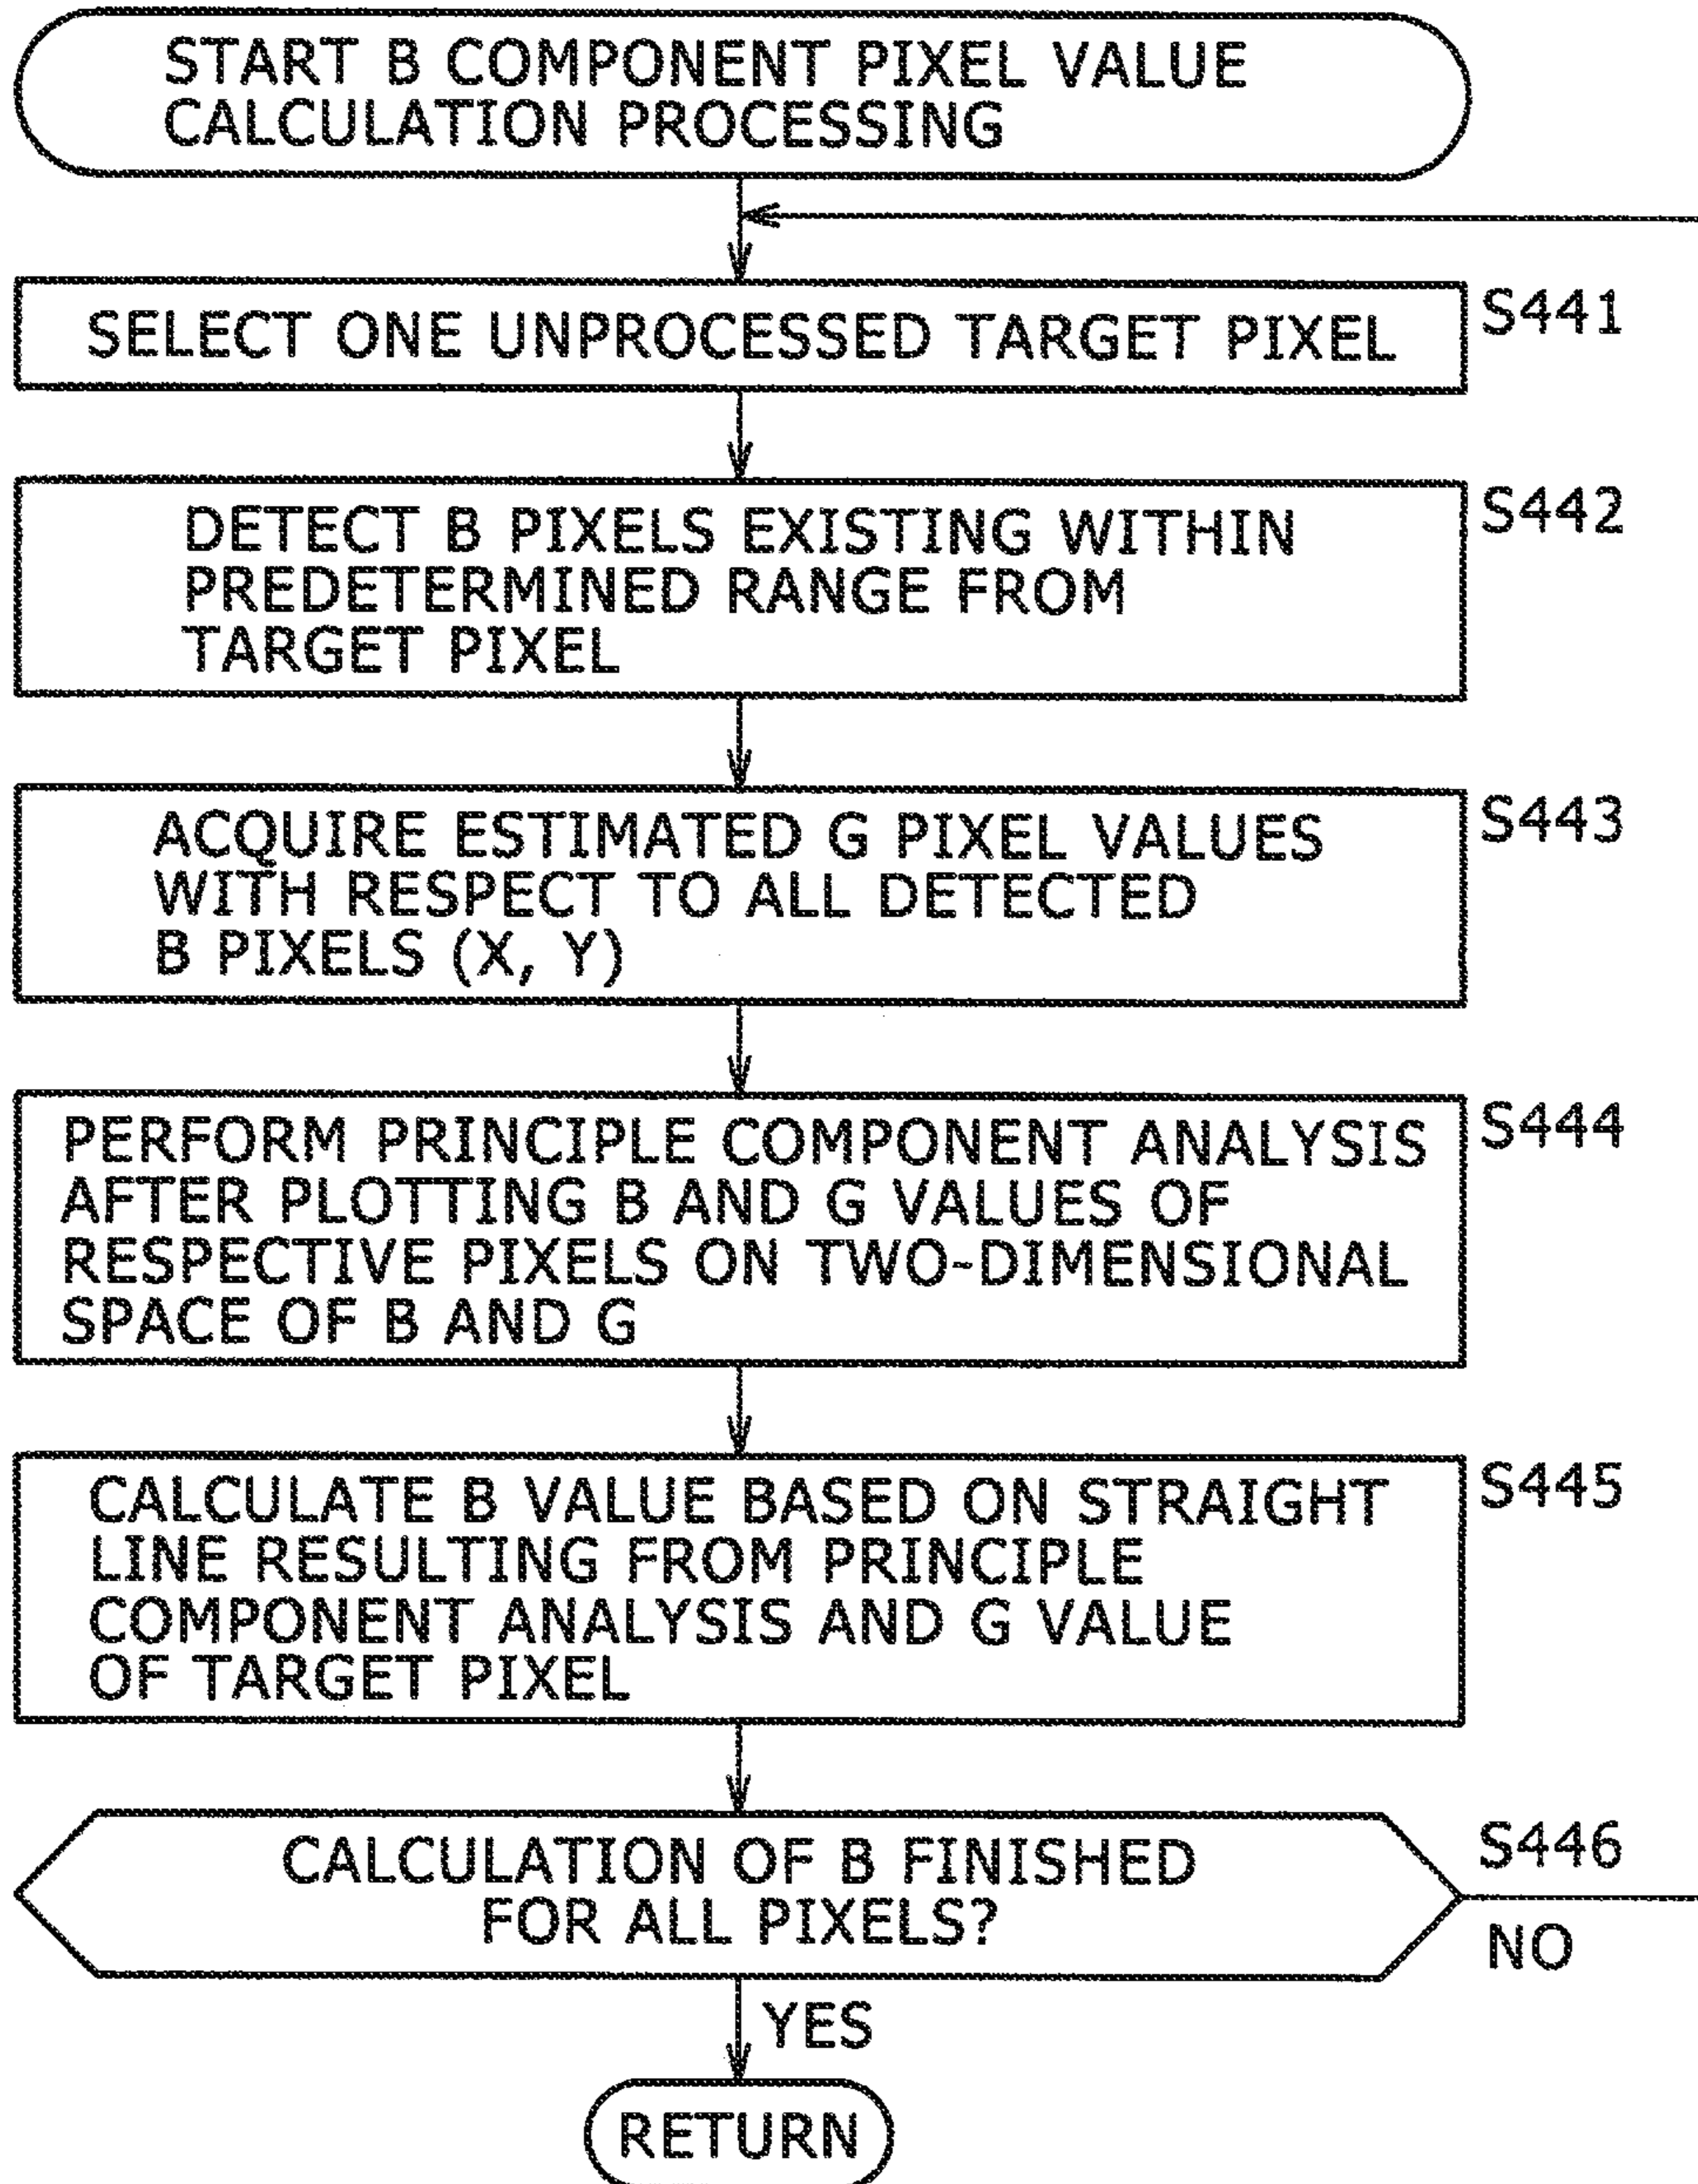 START B COMPONENT PIXEL VALUE
CALCULATION PROCESSING
SELECT ONE UNPROCESSED TARGET PIXEL
S441
DETECT B PIXELS EXISTING WITHIN
PREDETERMINED RANGE FROM
TARGET PIXEL
S442
ACQUIRE ESTIMATED G PIXEL VALUES
WITH RESPECT TO ALL DETECTED
B PIXELS (X, Y)
S443
PERFORM PRINCIPLE COMPONENT ANALYSIS
AFTER PLOTTING B AND G VALUES OF
RESPECTIVE PIXELS ON TWO-DIMENSIONAL
SPACE OF B AND G
S444
CALCULATE B VALUE BASED ON STRAIGHT
LINE RESULTING FROM PRINCIPLE
COMPONENT ANALYSIS AND G VALUE
OF TARGET PIXEL
S445
CALCULATION OF B FINISHED
FOR ALL PIXELS?
S446
NO
YES
RETURN